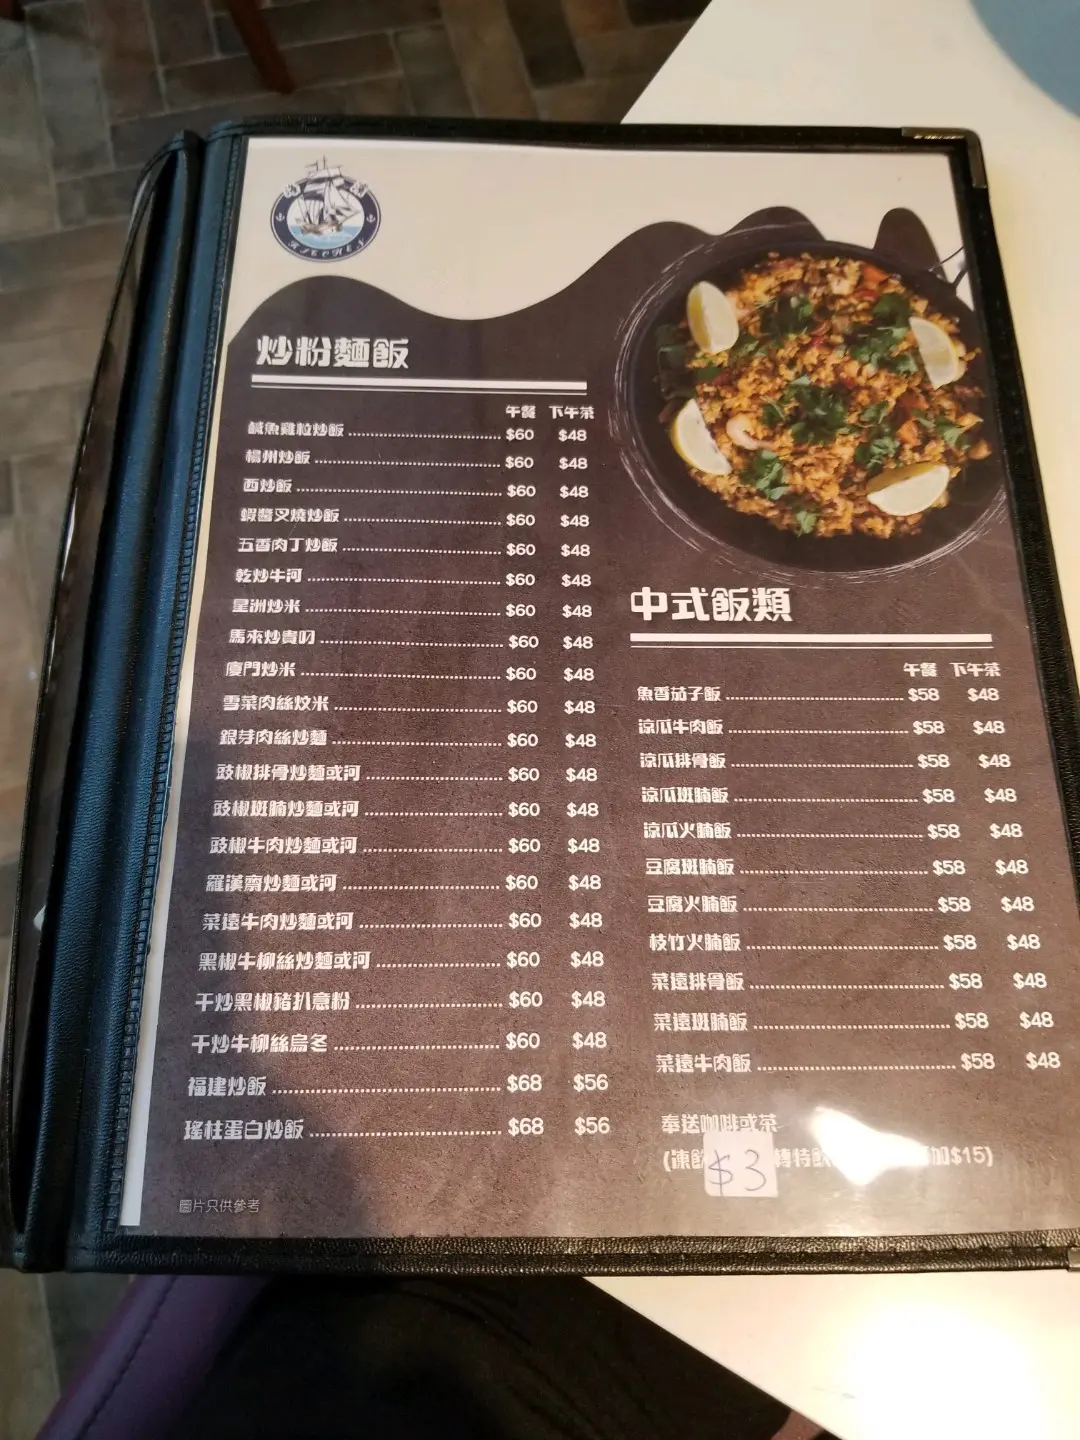 KITCHEN
炒粉麵飯
午餐 下午茶
鹹魚雞粒炒飯 $60 $48
楊州炒飯 $60 $48
西炒飯 $60 $48
蝦醬叉燒炒飯 $60 $48
五香肉丁炒飯 $60 $48
乾炒牛河 $60 $48
星洲炒米 $60 $48
馬來炒貴叼 $60 $48
廈門炒米 $60 $48
雪菜肉絲炆米 $60 $48
銀芽肉絲炒麵 $60 $48
豉椒排骨炒麵或河 $60 $48
豉椒斑腩炒麵或河 $60 $48
豉椒牛肉炒麵或河 $60 $48
羅漢齋炒麵或河 $60 $48
菜遠牛肉炒麵或河 $60 $48
黑椒牛柳絲炒麵或河 $60 $48
干炒黑椒豬扒意粉 $60 $48
干炒牛柳絲烏冬 $60 $48
福建炒飯 $68 $56
瑤柱蛋白炒飯 $68 $56
圖片只供參考
中式飯類
午餐 下午茶
魚香茄子飯 $58 $48
涼瓜牛肉飯 $58 $48
涼瓜排骨飯 $58 $48
涼瓜斑腩飯 $58 $48
涼瓜火腩飯 $58 $48
豆腐斑腩飯 $58 $48
豆腐火腩飯 $58 $48
枝竹火腩飯 $58 $48
菜遠排骨飯 $58 $48
菜遠斑腩飯 $58 $48
菜遠牛肉飯 $58 $48
奉送咖啡或茶
(凍飲 $3 轉特飲 加$15)